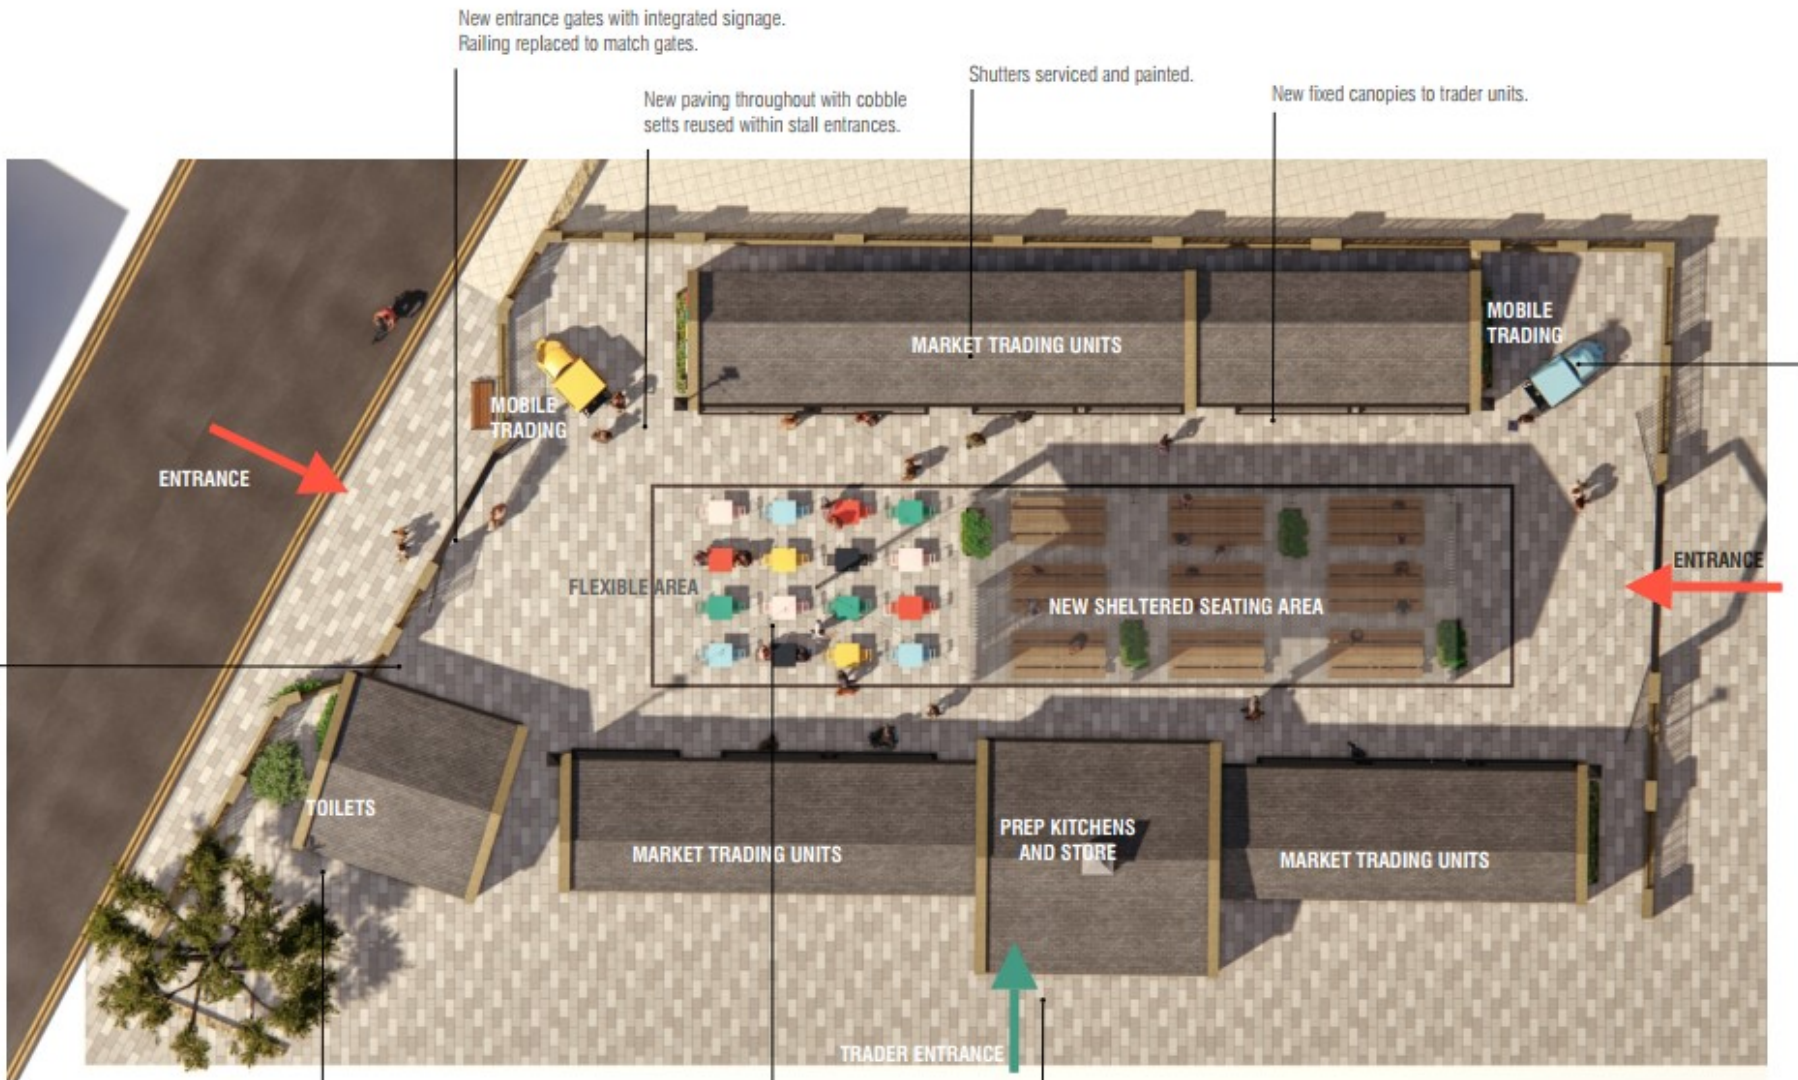 New entrance gates with integrated signage.
Railing replaced to match gates.
Shutters serviced and painted.
New paving throughout with cobble
setts reused within stall entrances.
New fixed canopies to trader units.
MARKET TRADING UNITS
MOBILE
TRADING
MOBILE
TRADING
ENTRANCE
ENTRANCE
FLEXIBLE AREA
NEW SHELTERED SEATING AREA
TOILETS
MARKET TRADING UNITS
PREP KITCHENS
AND STORE
MARKET TRADING UNITS
TRADER ENTRANCE